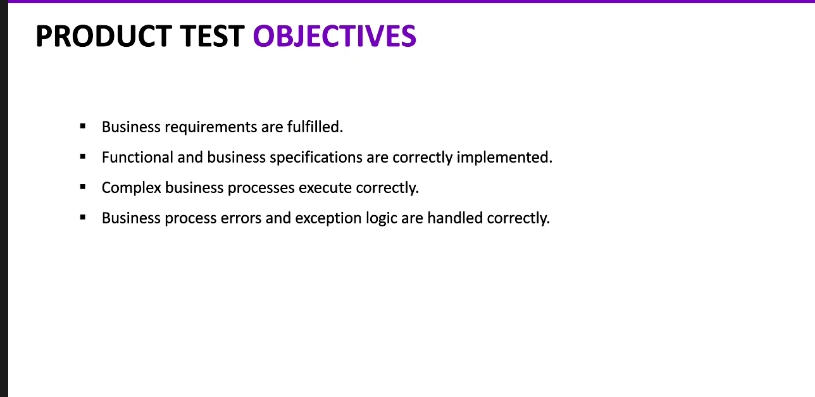 PRODUCT TEST OBJECTIVES
▪ Business requirements are fulfilled.
▪ Functional and business specifications are correctly implemented.
▪ Complex business processes execute correctly.
▪ Business process errors and exception logic are handled correctly.